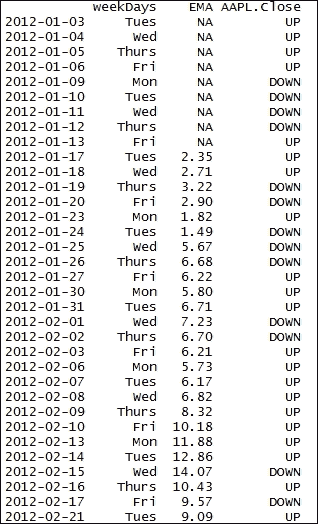 weekDays EMA AAPL.Close
2012-01-03 Tues NA UP
2012-01-04 Wed NA UP
2012-01-05 Thurs NA UP
2012-01-06 Fri NA UP
2012-01-09 Mon NA DOWN
2012-01-10 Tues NA DOWN
2012-01-11 Wed NA DOWN
2012-01-12 Thurs NA DOWN
2012-01-13 Fri NA UP
2012-01-17 Tues 2.35 UP
2012-01-18 Wed 2.71 UP
2012-01-19 Thurs 3.22 DOWN
2012-01-20 Fri 2.90 DOWN
2012-01-23 Mon 1.82 UP
2012-01-24 Tues 1.49 DOWN
2012-01-25 Wed 5.67 DOWN
2012-01-26 Thurs 6.68 DOWN
2012-01-27 Fri 6.22 UP
2012-01-30 Mon 5.80 UP
2012-01-31 Tues 6.71 UP
2012-02-01 Wed 7.23 DOWN
2012-02-02 Thurs 6.70 DOWN
2012-02-03 Fri 6.21 UP
2012-02-06 Mon 5.73 UP
2012-02-07 Tues 6.17 UP
2012-02-08 Wed 6.82 UP
2012-02-09 Thurs 8.32 UP
2012-02-10 Fri 10.18 UP
2012-02-13 Mon 11.88 UP
2012-02-14 Tues 12.86 UP
2012-02-15 Wed 14.07 DOWN
2012-02-16 Thurs 10.43 UP
2012-02-17 Fri 9.57 DOWN
2012-02-21 Tues 9.09 UP